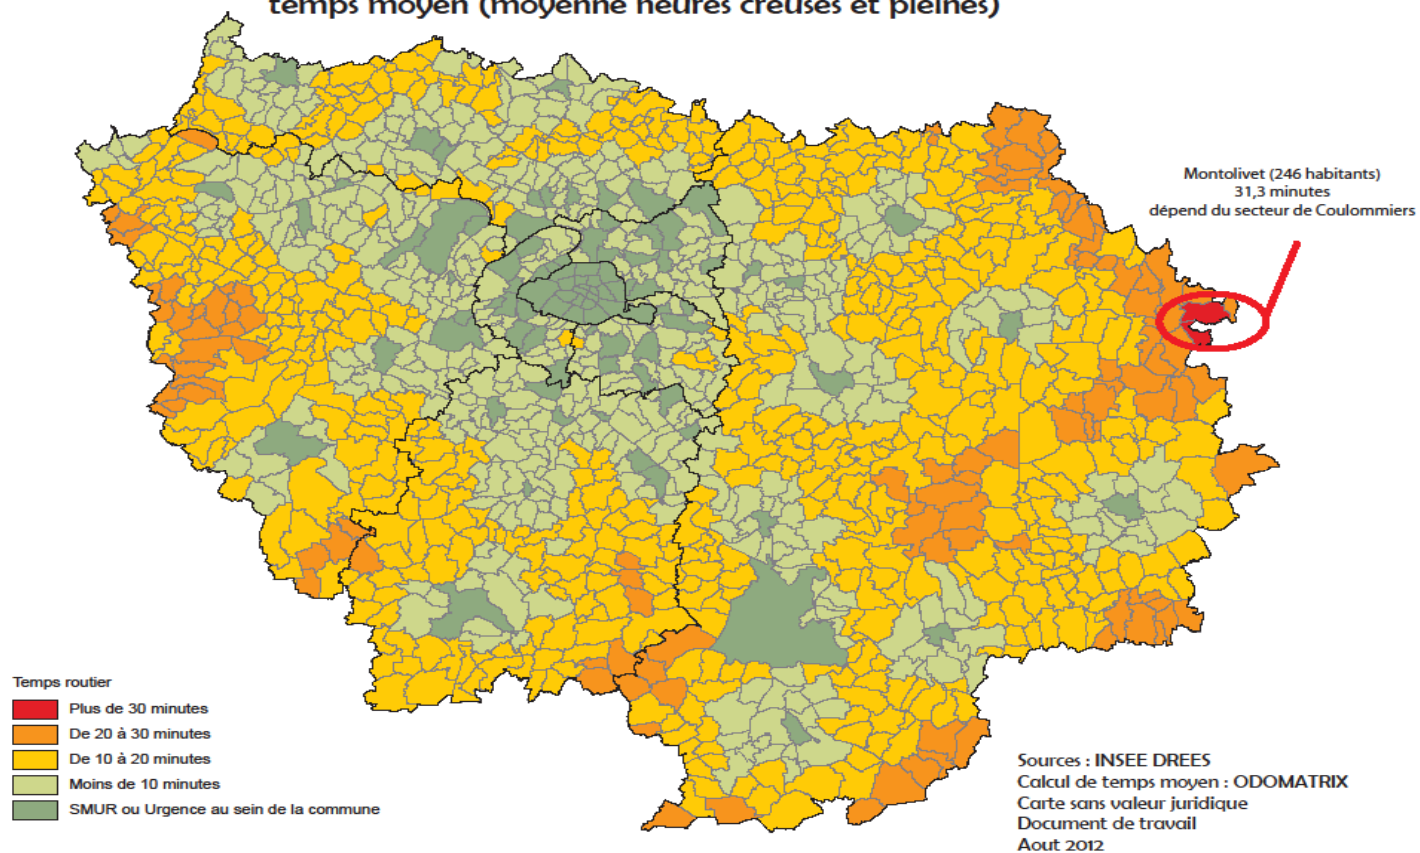 temps moyen (moyenne heures creuses et pleines)
Montolivet (246 habitants)
31,3 minutes
dépend du secteur de Coulommiers
Temps routier
Plus de 30 minutes
De 20 à 30 minutes
De 10 à 20 minutes
Moins de 10 minutes
SMUR ou Urgence au sein de la commune
Sources : INSEE DREES
Calcul de temps moyen : ODOMATRIX
Carte sans valeur juridique
Document de travail
Aout 2012